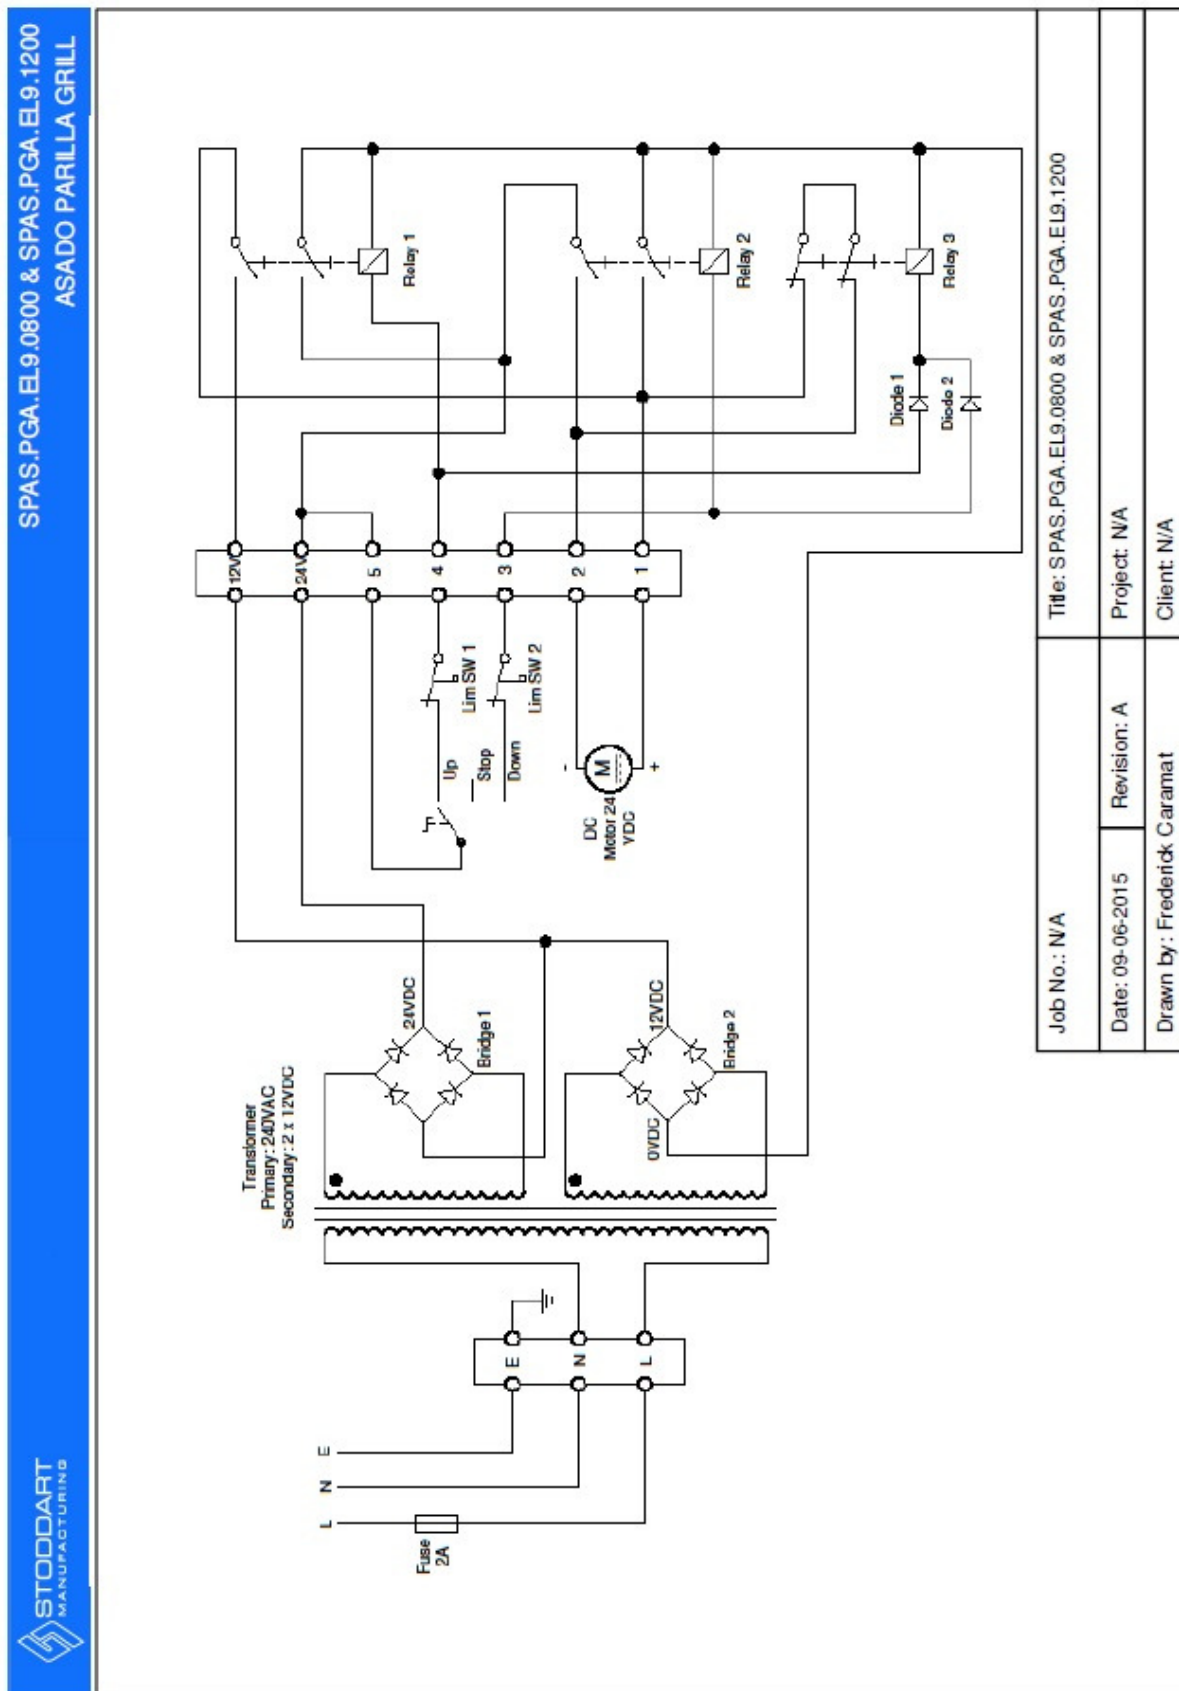 STODDART
MANUFACTURING
SPAS.PGA.EL9.0800 & SPAS.PGA.EL9.1200
ASADO PARILLA GRILL
L
N
E
Fuse
2A
E
N
L
Transformer
Primary: 240VAC
Secondary: 2 x 12VDC
24VDC
Bridge 1
0VDC
12VDC
Bridge 2
Up
Stop
Down
Lim SW 1
Lim SW 2
DC
Motor 24
VDC
M
-
+
12V
24V
5
4
3
2
1
Relay 1
Relay 2
Relay 3
Diode 1
Diode 2
Job No.: N/A
Title: SPAS.PGA.EL9.0800 & SPAS.PGA.EL9.1200
Date: 09-06-2015
Revision: A
Project: N/A
Drawn by: Frederick Caramat
Client: N/A